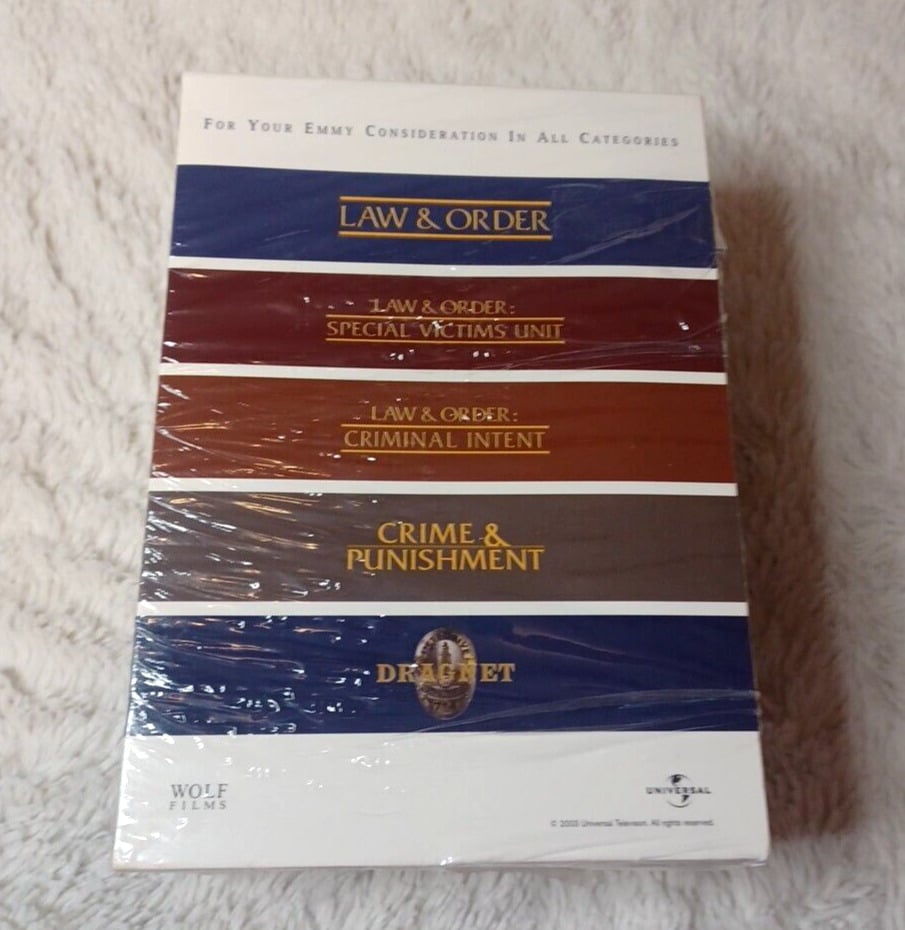 FOR YOUR EMMY CONSIDERATION IN ALL CATEGORIES
LAW & ORDER
LAW & ORDER:
SPECIAL VICTIMS UNIT
LAW & ORDER:
CRIMINAL INTENT
CRIME &
PUNISHMENT
DRAGNET
714
WOLF
FILMS
UNIVERSAL
© 2003 Universal Television. All rights reserved.